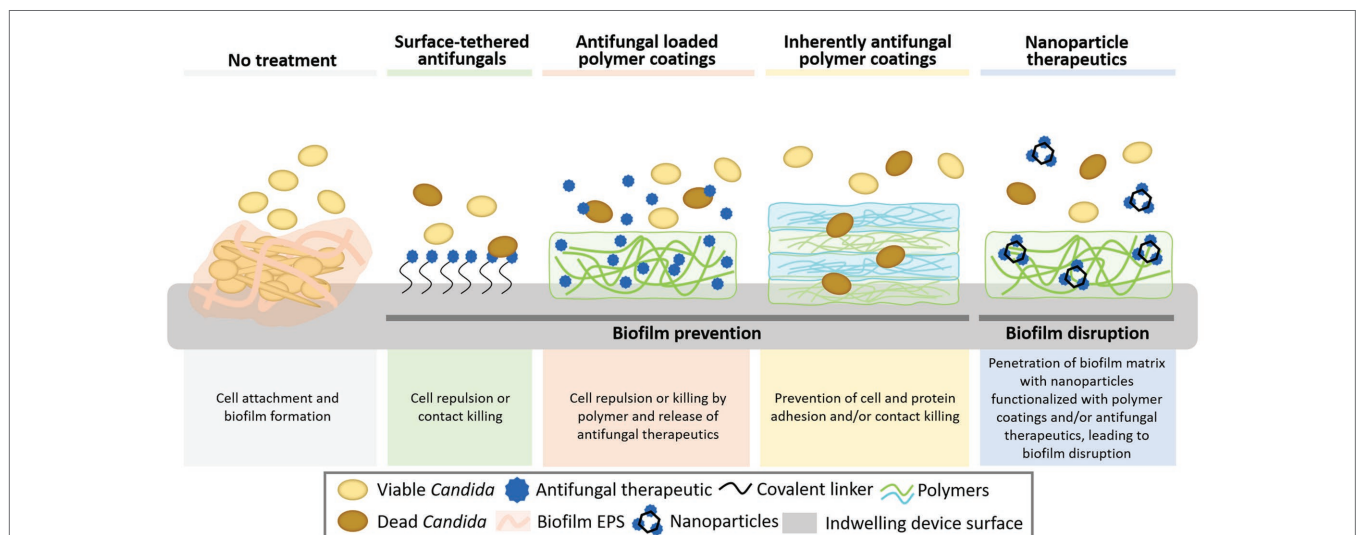 No treatment
Surface-tethered
antifungals
Antifungal loaded
polymer coatings
Inherently antifungal
polymer coatings
Nanoparticle
therapeutics
Biofilm prevention
Biofilm disruption
Cell attachment and
biofilm formation
Cell repulsion or
contact killing
Cell repulsion or killing by
polymer and release of
antifungal therapeutics
Prevention of cell and protein
adhesion and/or contact killing
Penetration of biofilm matrix
with nanoparticles
functionalized with polymer
coatings and/or antifungal
therapeutics, leading to
biofilm disruption
Viable Candida
Antifungal therapeutic
Covalent linker
Polymers
Dead Candida
Biofilm EPS
Nanoparticles
Indwelling device surface